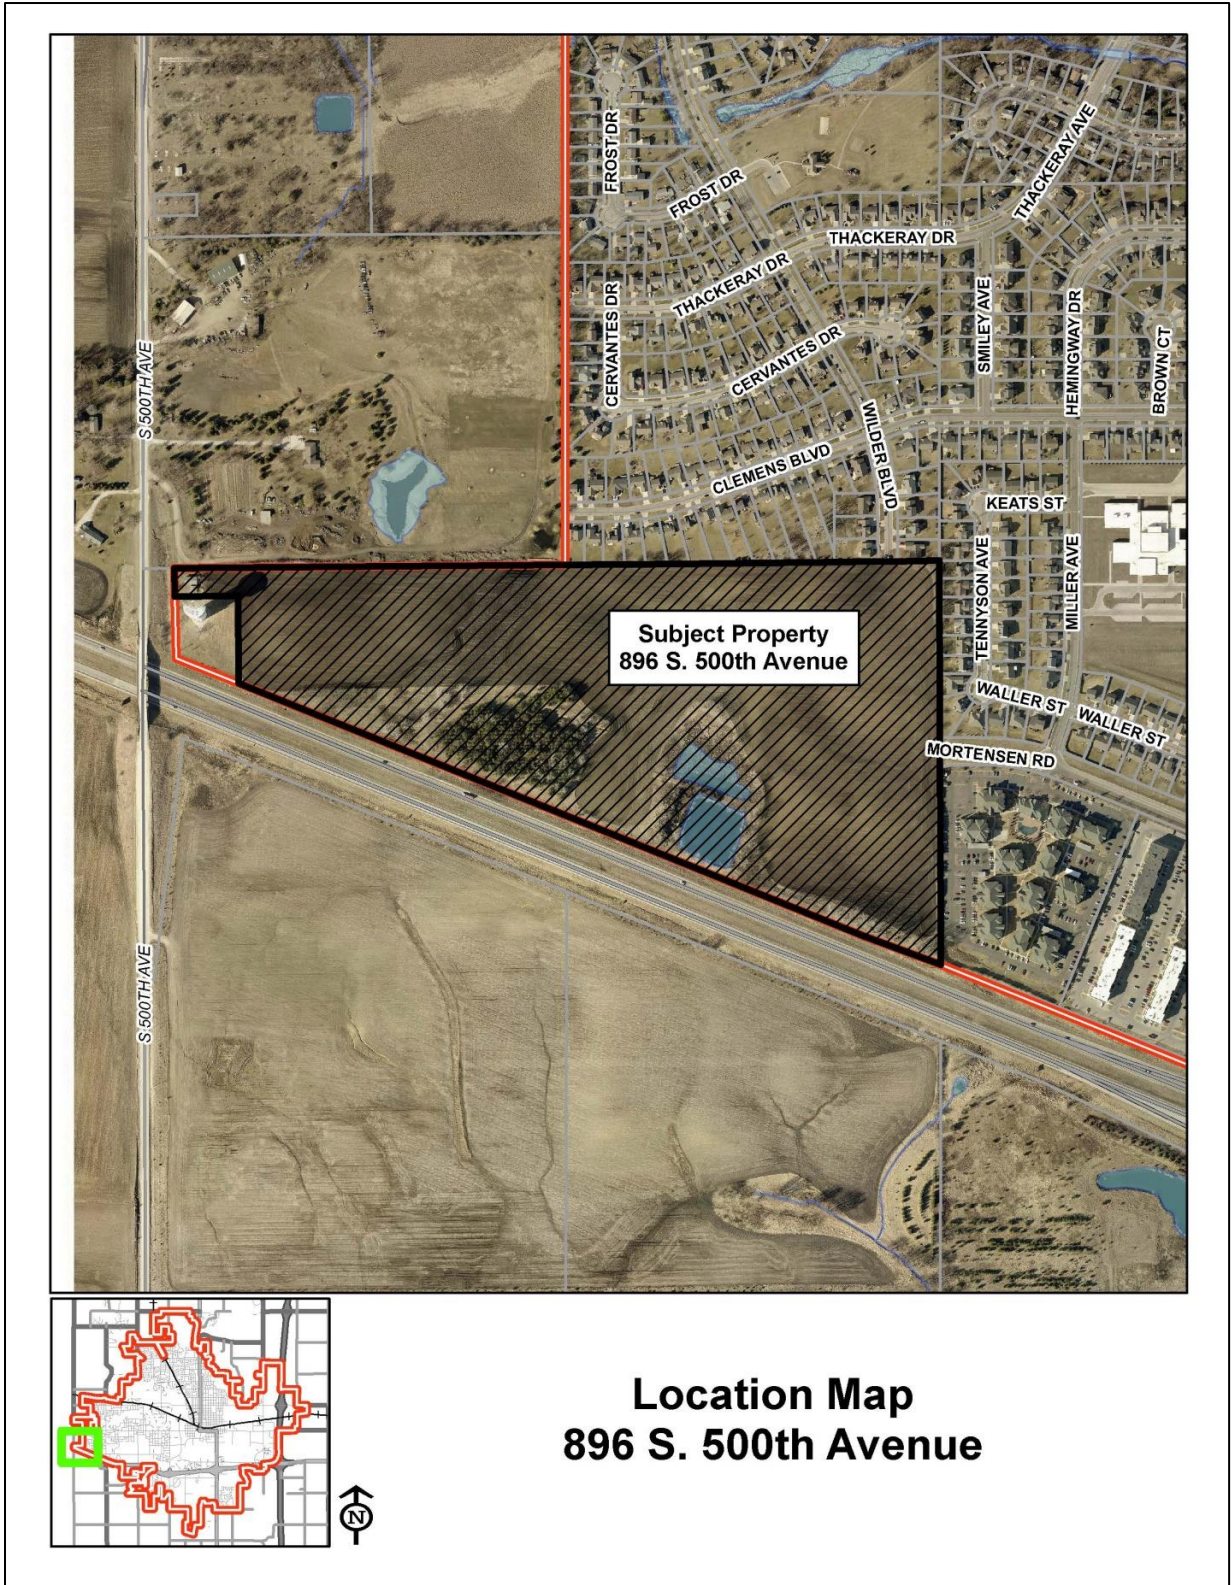 FROST DR
FROST DR
THACKERAY AVE
THACKERAY DR
THACKERAY DR
CERVANTES DR
CERVANTES DR
SMILEY AVE
HEMINGWAY DR
BROWN CT
S 500TH AVE
WILDER BLVD
CLEMENS BLVD
KEATS ST
TENNYSON AVE
MILLER AVE
Subject Property
896 S. 500th Avenue
WALLER ST
WALLER ST
MORTENSEN RD
S 500TH AVE
Location Map
896 S. 500th Avenue
N